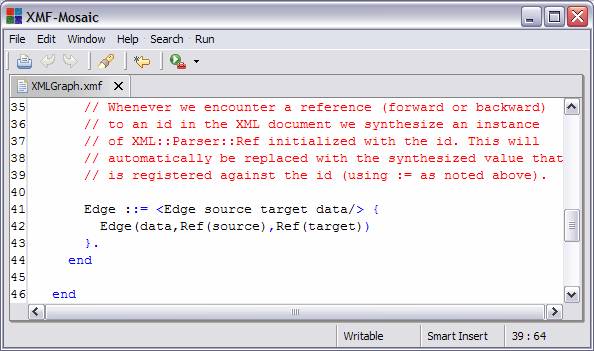 XMF-Mosaic
File Edit Window Help Search Run
XMLGraph.xmf
35 // Whenever we encounter a reference (forward or backward)
36 // to an id in the XML document we synthesize an instance
37 // of XML::Parser::Ref initialized with the id. This will
38 // automatically be replaced with the synthesized value that
39 // is registered against the id (using := as noted above).
40
41 Edge ::= <Edge source target data/> {
42 Edge(data,Ref(source),Ref(target))
43 }.
44 end
45
46 end
Writable Smart Insert 39 : 64